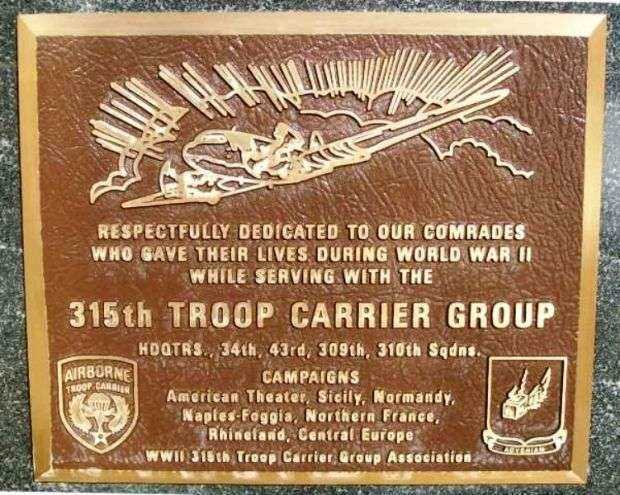 RESPECTFULLY DEDICATED TO OUR COMRADES
WHO GAVE THEIR LIVES DURING WORLD WAR II
WHILE SERVING WITH THE
315th TROOP CARRIER GROUP
HDQTRS., 34th, 43rd, 309th, 310th Sqdns.
CAMPAIGNS
American Theater, Sicily, Normandy,
Naples-Foggia, Northern France,
Rhineland, Central Europe
WWII 315th Troop Carrier Group Association
AIRBORNE
TROOP CARRIER